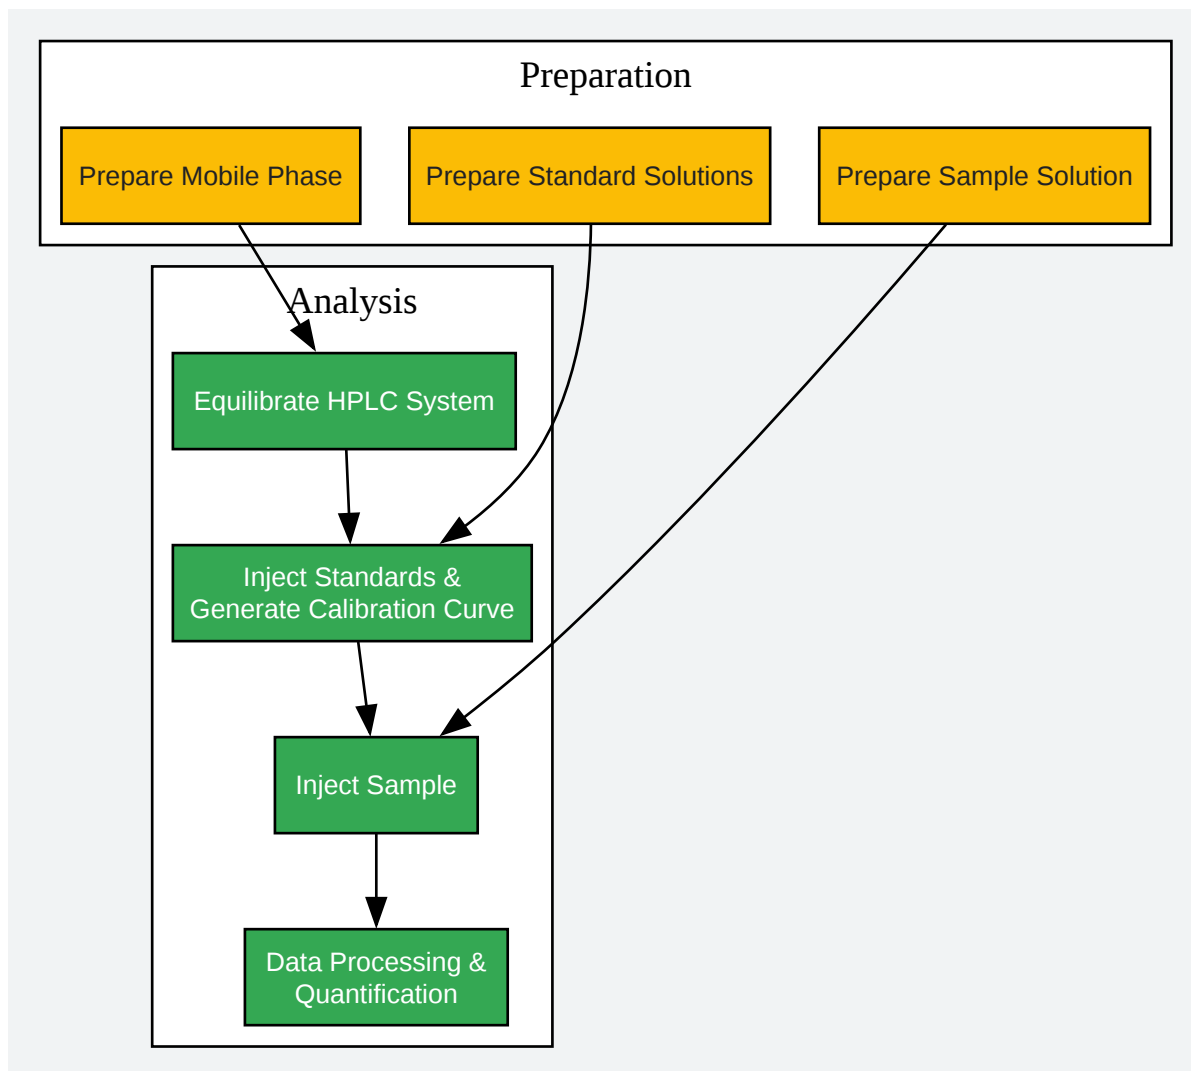 Preparation
Prepare Mobile Phase
Prepare Standard Solutions
Prepare Sample Solution
Analysis
Equilibrate HPLC System
Inject Standards &
Generate Calibration Curve
Inject Sample
Data Processing &
Quantification